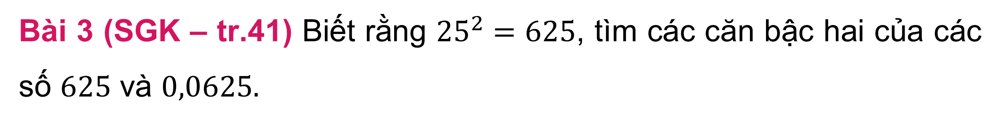 Bài 3 (SGK – tr.41) Biết rằng 25² = 625, tìm các căn bậc hai của các
số 625 và 0,0625.